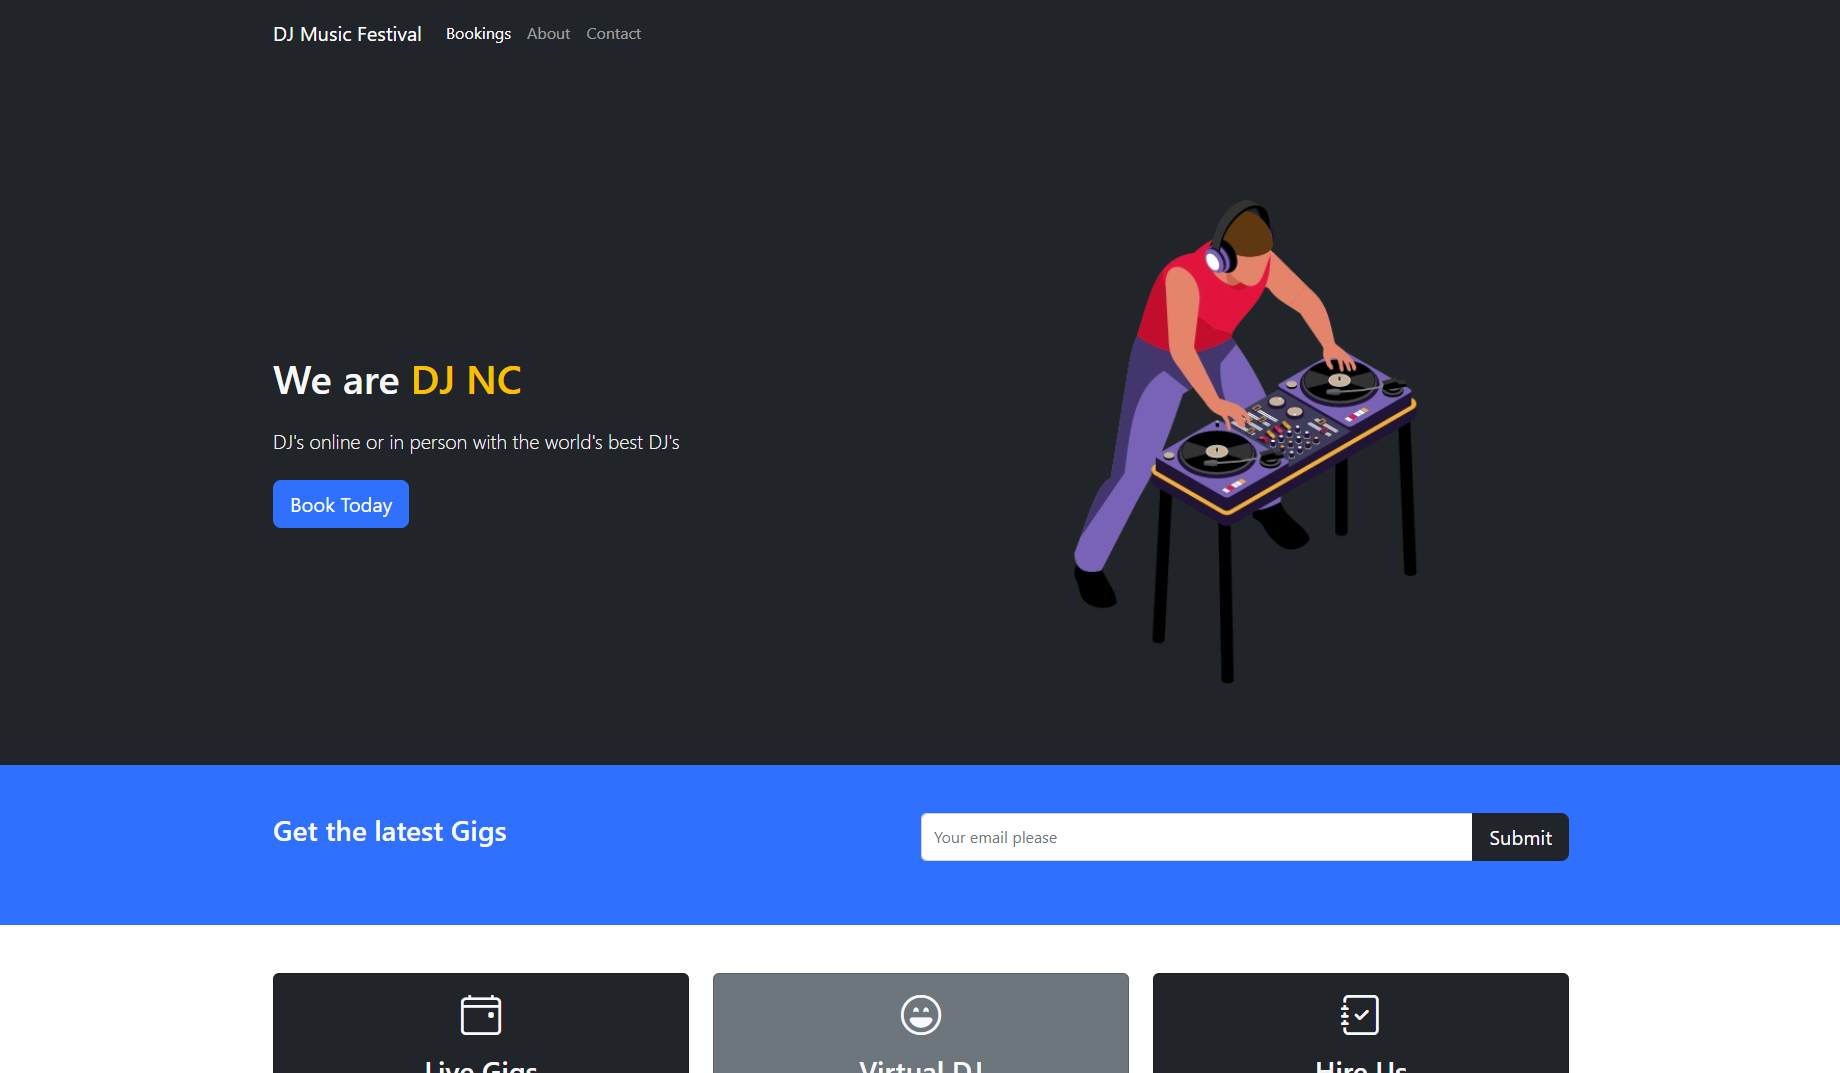 DJ Music Festival Bookings About Contact
We are DJ NC
DJ's online or in person with the world's best DJ's
Book Today
Get the latest Gigs
Your email please
Submit
Live Gigs
Virtual DJ
Hire Us